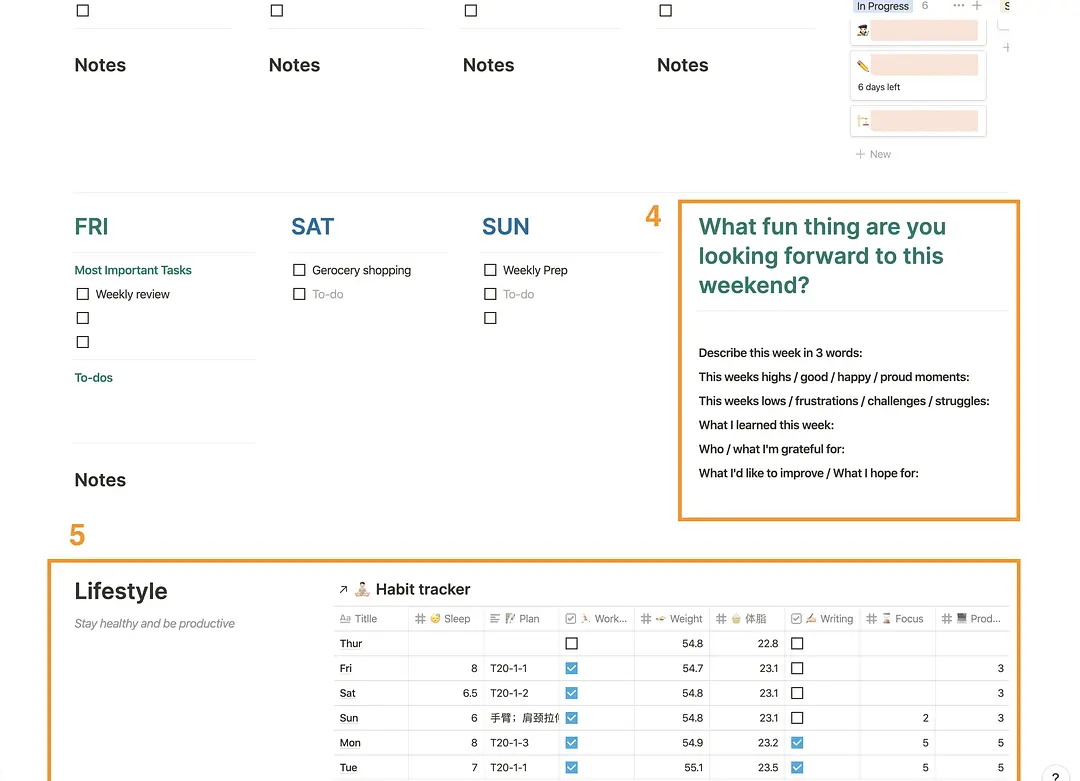 In Progress 6
S
Notes
Notes
Notes
Notes
6 days left
New
FRI
SAT
SUN
4
What fun thing are you
looking forward to this
weekend?
Most Important Tasks
Weekly review
Gerocery shopping
To-do
Weekly Prep
To-do
To-dos
Notes
Describe this week in 3 words:
This weeks highs / good / happy / proud moments:
This weeks lows / frustrations / challenges / struggles:
What I learned this week:
Who / what I'm grateful for:
What I'd like to improve / What I hope for:
5
Lifestyle
Stay healthy and be productive
Habit tracker
Aa Titlle # Sleep Plan Work... # Weight # 体脂 Writing # Focus # Prod...
Thur 54.8 22.8
Fri 8 T20-1-1 54.7 23.1 3
Sat 6.5 T20-1-2 54.8 23.1 3
Sun 6 手臂；肩颈拉 54.8 23.1 2 3
Mon 8 T20-1-3 54.9 23.2 5 5
Tue 7 T20-1-1 55.1 23.5 5 5
?